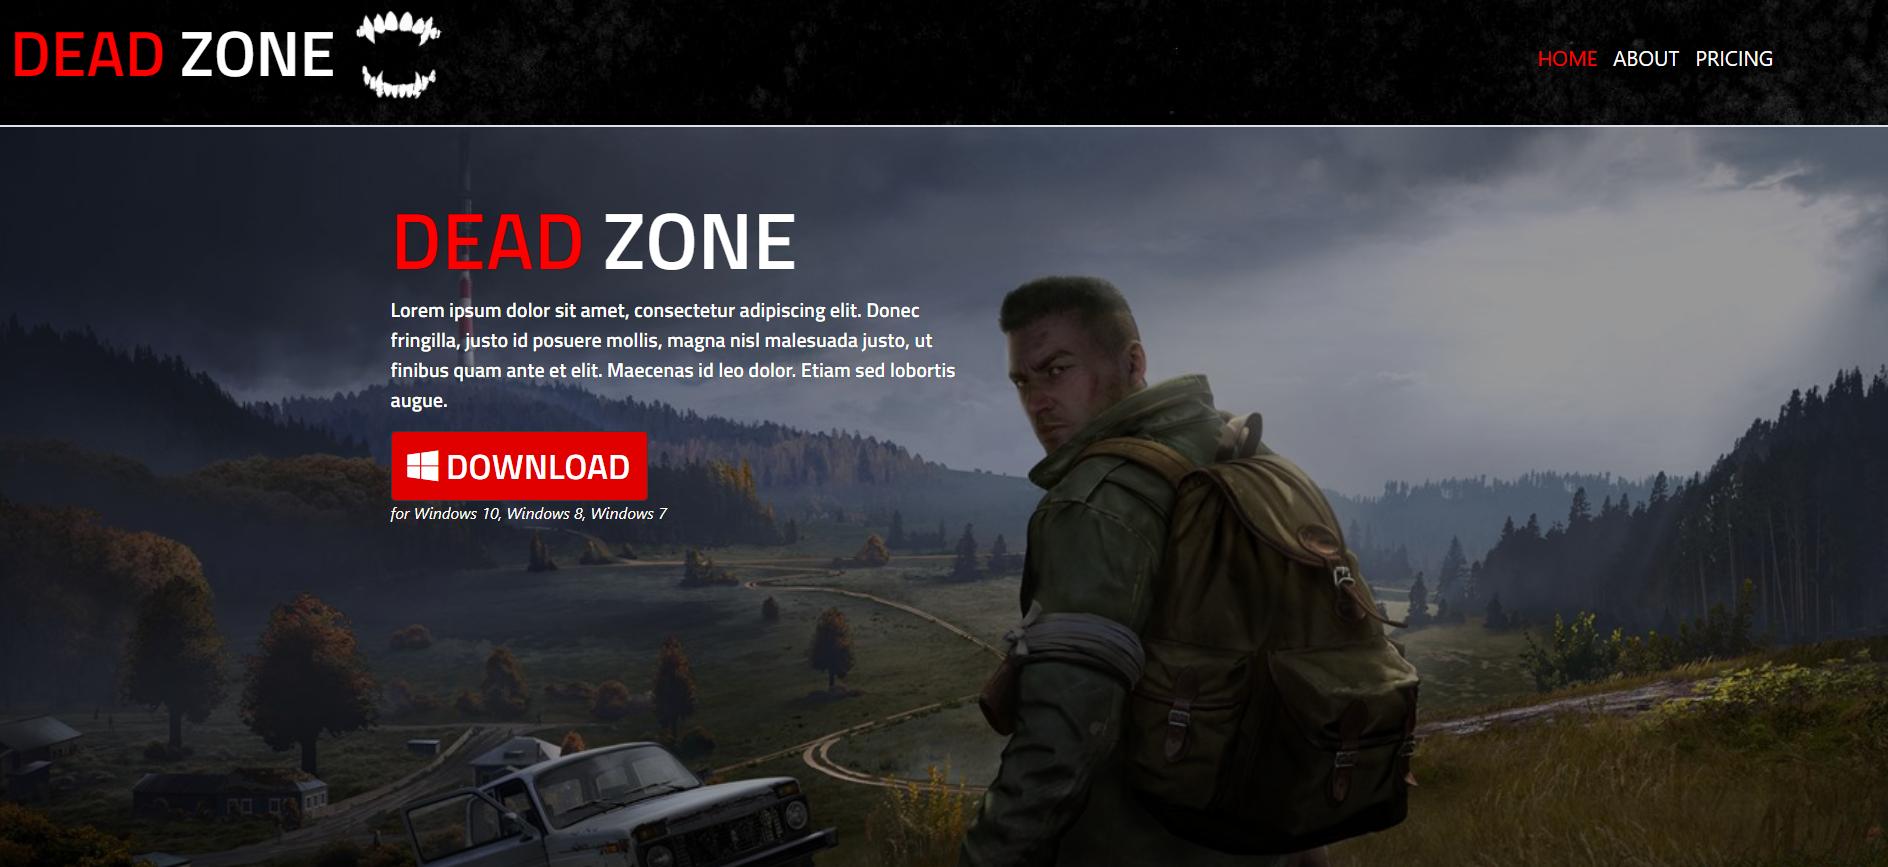 DEAD ZONE
HOME ABOUT PRICING
DEAD ZONE
Lorem ipsum dolor sit amet, consectetur adipiscing elit. Donec
fringilla, justo id posuere mollis, magna nisl malesuada justo, ut
finibus quam ante et elit. Maecenas id leo dolor. Etiam sed lobortis
augue.
DOWNLOAD
for Windows 10, Windows 8, Windows 7